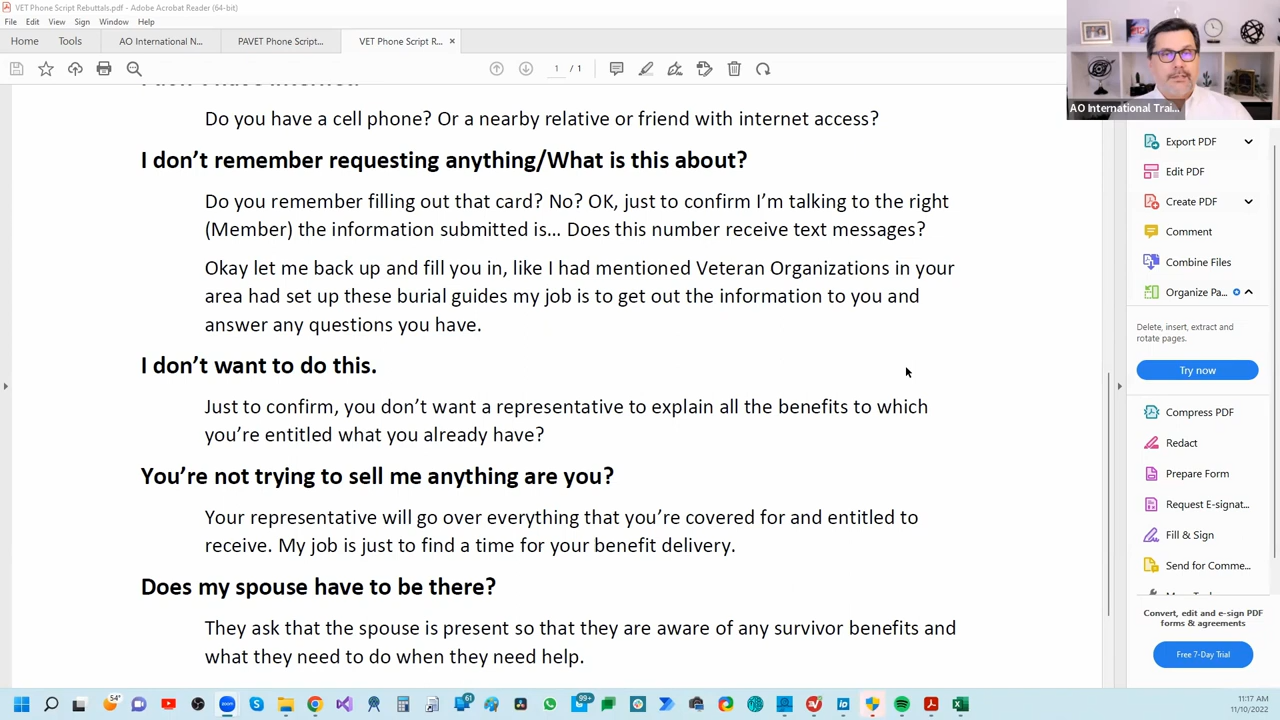 VET Phone Script Rebuttals.pdf - Adobe Acrobat Reader (64-bit)
File Edit View Sign Window Help
Home Tools AO International N... PAVET Phone Script... VET Phone Script R... ×
1 / 1
Do you have a cell phone? Or a nearby relative or friend with internet access?
I don't remember requesting anything/What is this about?
Do you remember filling out that card? No? OK, just to confirm I'm talking to the right
(Member) the information submitted is... Does this number receive text messages?
Okay let me back up and fill you in, like I had mentioned Veteran Organizations in your
area had set up these burial guides my job is to get out the information to you and
answer any questions you have.
I don't want to do this.
Just to confirm, you don't want a representative to explain all the benefits to which
you're entitled what you already have?
You're not trying to sell me anything are you?
Your representative will go over everything that you're covered for and entitled to
receive. My job is just to find a time for your benefit delivery.
Does my spouse have to be there?
They ask that the spouse is present so that they are aware of any survivor benefits and
what they need to do when they need help.
AO International Trai...
Export PDF
Edit PDF
Create PDF
Comment
Combine Files
Organize Pa...
Delete, insert, extract and
rotate pages.
Try now
Compress PDF
Redact
Prepare Form
Request E-signat...
Fill & Sign
Send for Comme...
Convert, edit and e-sign PDF
forms & agreements
Free 7-Day Trial
54°
61
99+
11:17 AM
11/10/2022